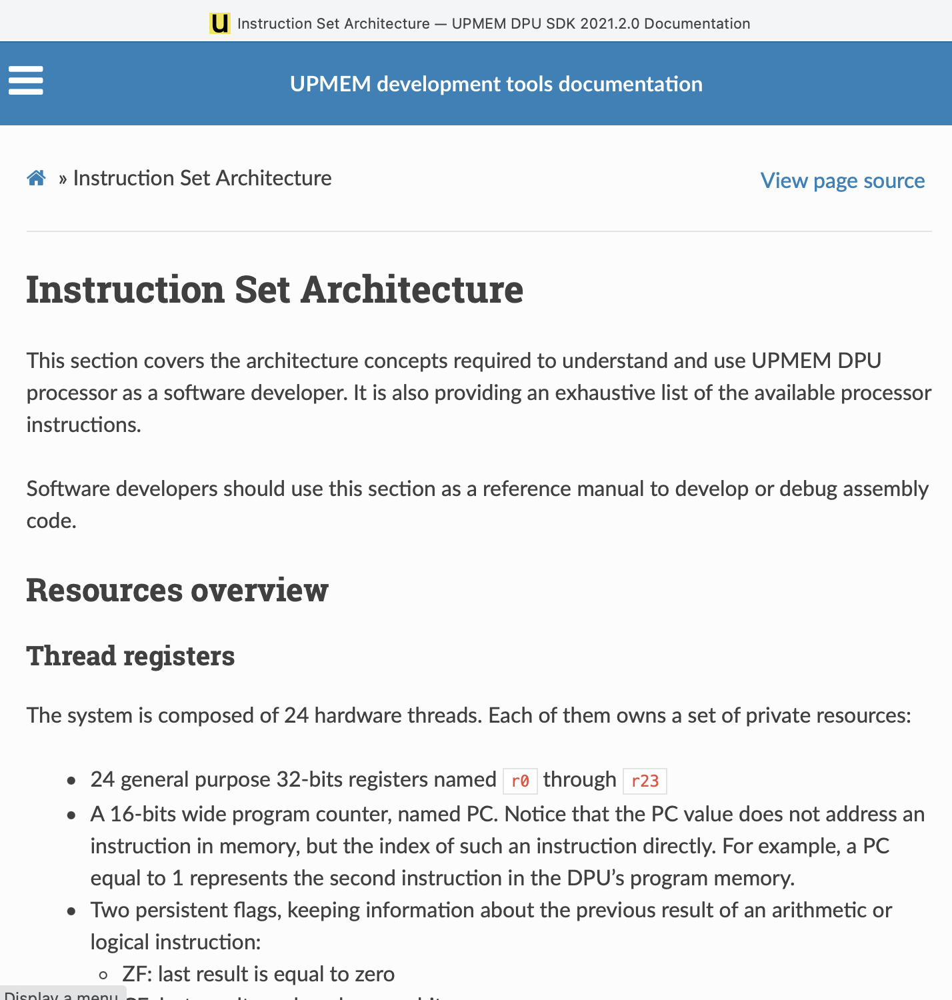 U Instruction Set Architecture — UPMEM DPU SDK 2021.2.0 Documentation
UPMEM development tools documentation
» Instruction Set Architecture
View page source
Instruction Set Architecture
This section covers the architecture concepts required to understand and use UPMEM DPU
processor as a software developer. It is also providing an exhaustive list of the available processor
instructions.
Software developers should use this section as a reference manual to develop or debug assembly
code.
Resources overview
Thread registers
The system is composed of 24 hardware threads. Each of them owns a set of private resources:
• 24 general purpose 32-bits registers named r0 through r23
• A 16-bits wide program counter, named PC. Notice that the PC value does not address an
instruction in memory, but the index of such an instruction directly. For example, a PC
equal to 1 represents the second instruction in the DPU’s program memory.
• Two persistent flags, keeping information about the previous result of an arithmetic or
logical instruction:
◦ ZF: last result is equal to zero
Display a menu